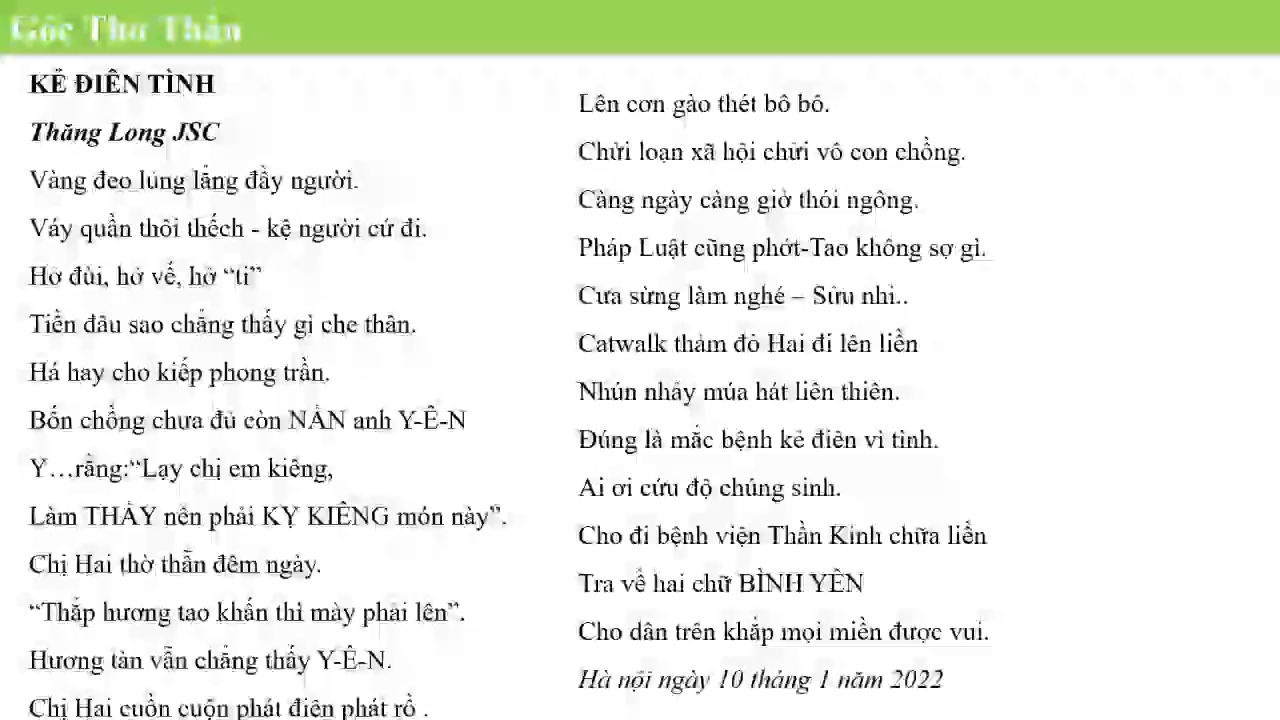 Góc Thơ Thần
KẺ ĐIÊN TÌNH
Thăng Long JSC
Vàng đeo lủng lẳng đầy người.
Váy quần thôi thếch - kệ người cứ đi.
Hở đùi, hở vế, hở “ti”
Tiền đâu sao chẳng thấy gì che thân.
Há hay cho kiếp phong trần.
Bốn chồng chưa đủ còn NẮN anh Y-Ê-N
Y…rằng:“Lạy chị em kiêng,
Làm THẦY nên phải KỴ KIÊNG món này”.
Chị Hai thờ thẫn đêm ngày.
“Thắp hương tao khấn thì mày phải lên”.
Hương tàn vẫn chẳng thấy Y-Ê-N.
Chị Hai cuồn cuộn phát điên phát rồ .
Lên cơn gào thét bô bô.
Chửi loạn xã hội chửi vô con chồng.
Càng ngày càng giở thói ngông.
Pháp Luật cũng phớt-Tao không sợ gì.
Cưa sừng làm nghé – Sửu nhi..
Catwalk thảm đỏ Hai đi lên liền
Nhún nhảy múa hát liên thiên.
Đúng là mắc bệnh kẻ điên vì tình.
Ai ơi cứu độ chúng sinh.
Cho đi bệnh viện Thần Kinh chữa liền
Trả về hai chữ BÌNH YÊN
Cho dân trên khắp mọi miền được vui.
Hà nội ngày 10 tháng 1 năm 2022